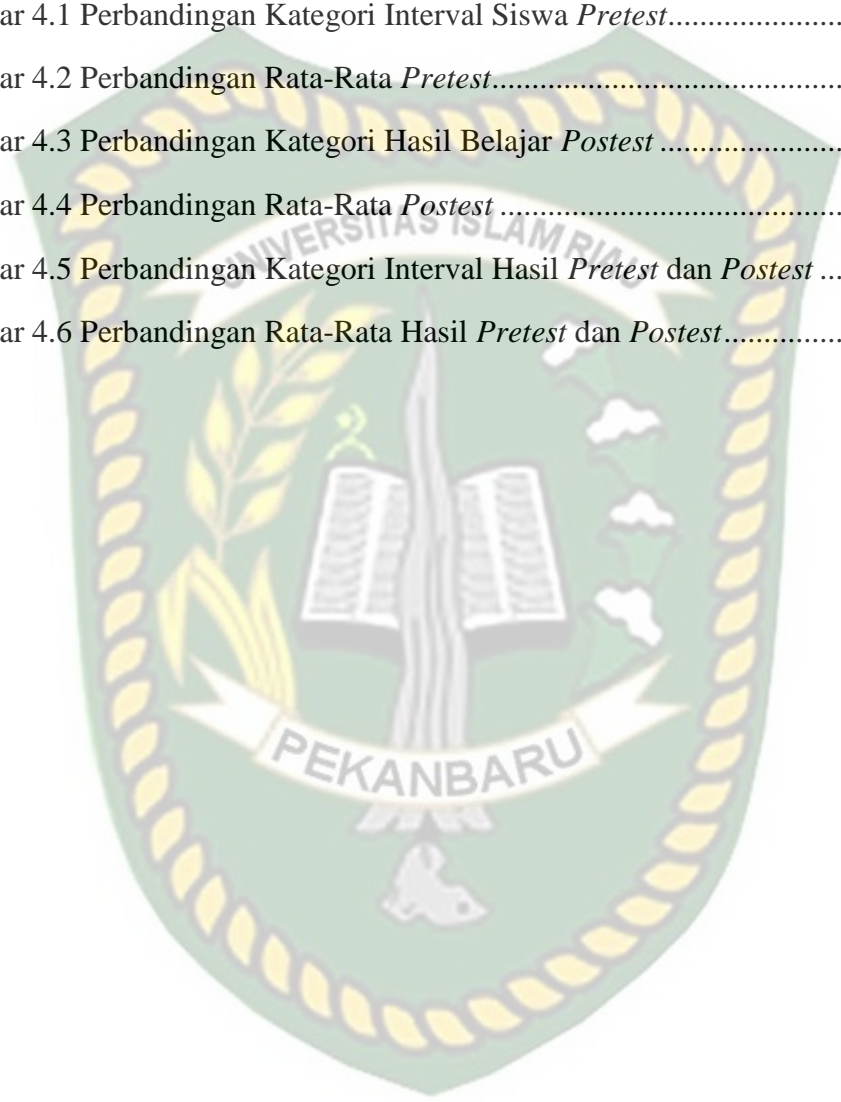 ar 4.1 Perbandingan Kategori Interval Siswa Pretest......................
ar 4.2 Perbandingan Rata-Rata Pretest..............................................
ar 4.3 Perbandingan Kategori Hasil Belajar Postest .......................
ar 4.4 Perbandingan Rata-Rata Postest .............................................
UNIVERSITAS ISLAM RIAU
ar 4.5 Perbandingan Kategori Interval Hasil Pretest dan Postest ...
ar 4.6 Perbandingan Rata-Rata Hasil Pretest dan Postest...............
PEKANBARU